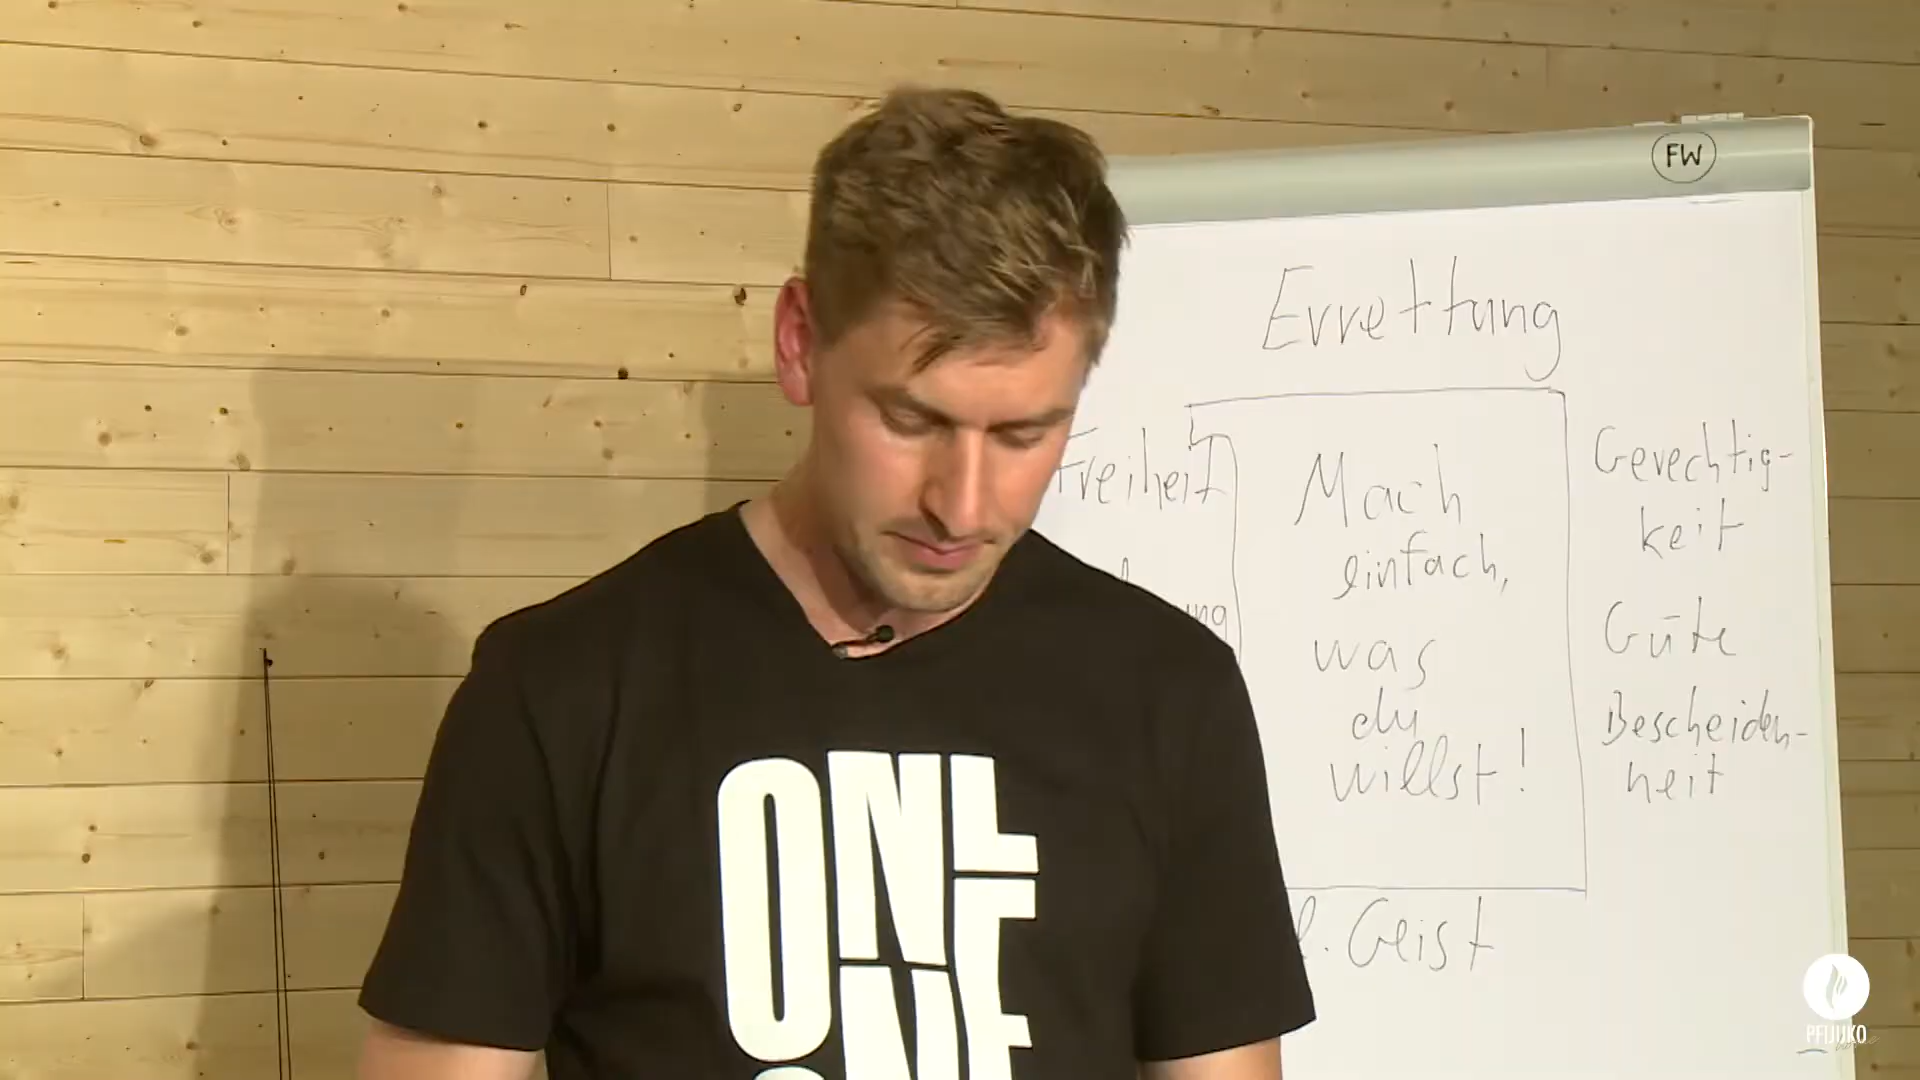 FW
Errettung
Freiheit
Mach
einfach,
was
du
willst!
Gerechtig-
keit
Güte
Bescheiden-
heit
Geist
ONE
PFIJUKO